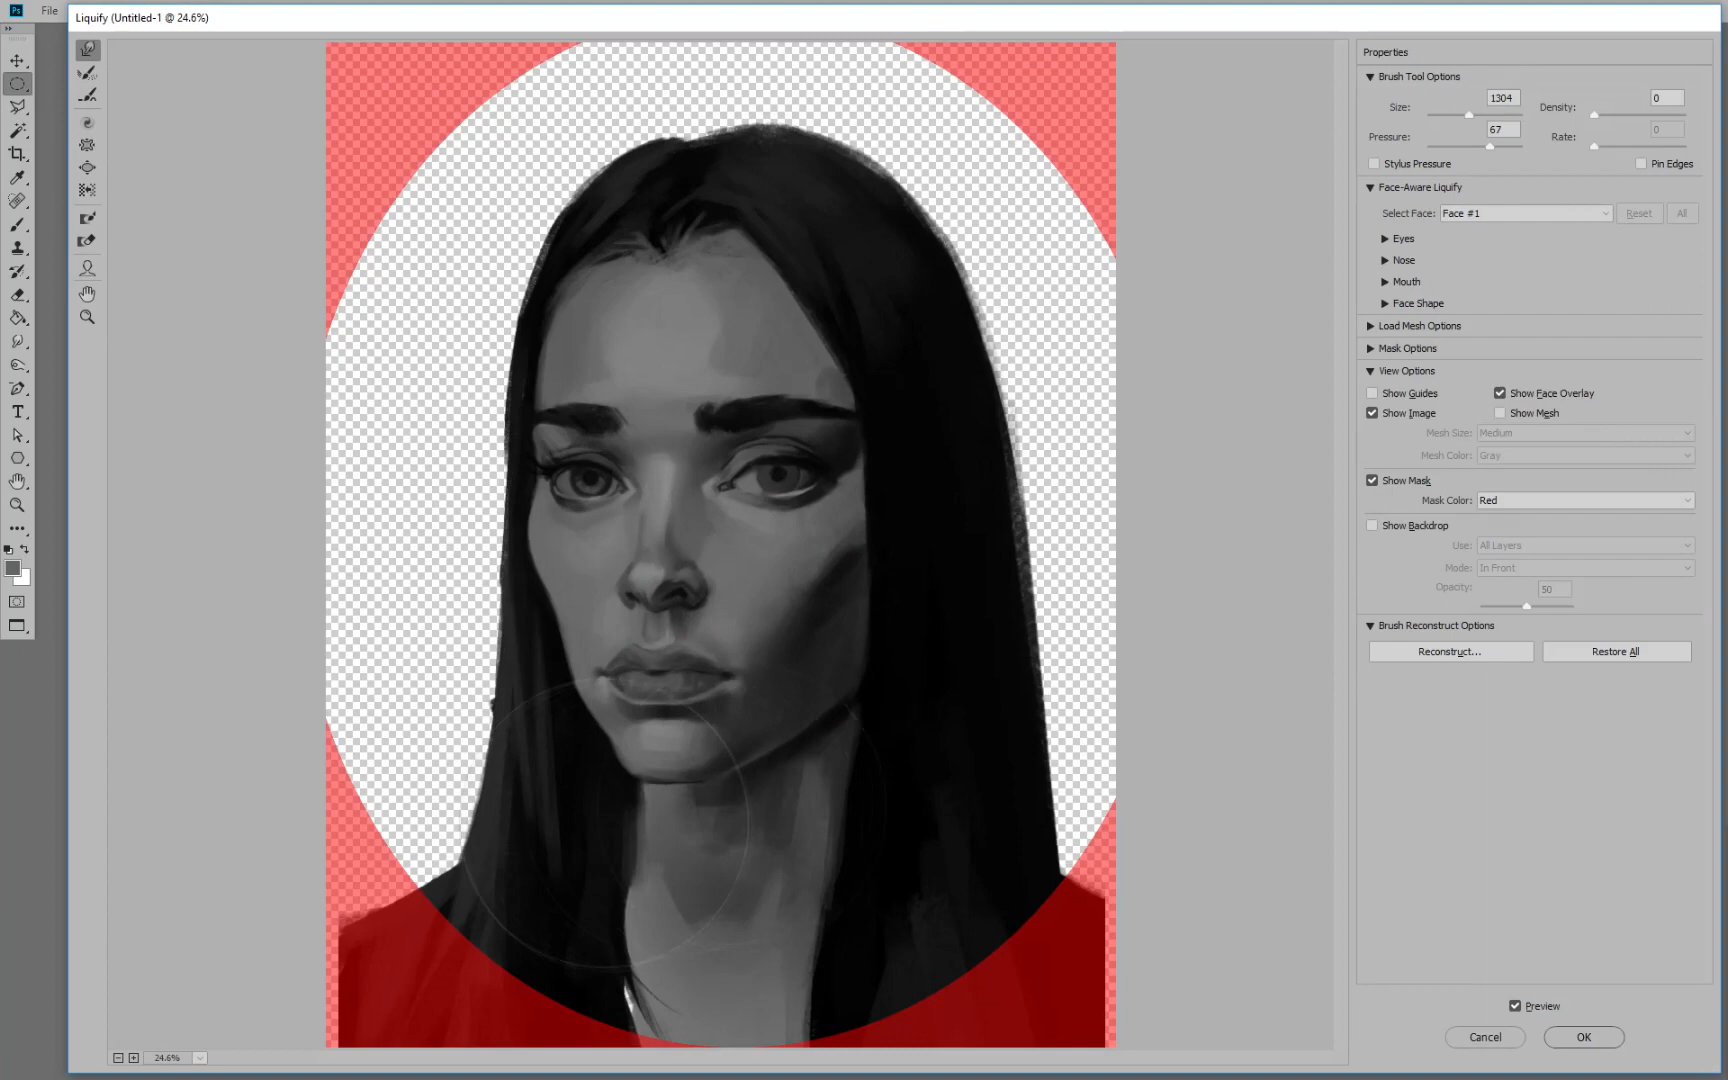 Ps File
Liquify (Untitled-1 @ 24.6%)
Properties
Brush Tool Options
Size: 1304 Density: 0
Pressure: 67 Rate: 0
Stylus Pressure Pin Edges
Face-Aware Liquify
Select Face: Face #1 Reset All
Eyes
Nose
Mouth
Face Shape
Load Mesh Options
Mask Options
View Options
Show Guides Show Face Overlay
Show Image Show Mesh
Mesh Size: Medium
Mesh Color: Gray
Show Mask
Mask Color: Red
Show Backdrop
Use: All Layers
Mode: In Front
Opacity: 50
Brush Reconstruct Options
Reconstruct... Restore All
Preview
Cancel OK
24.6%